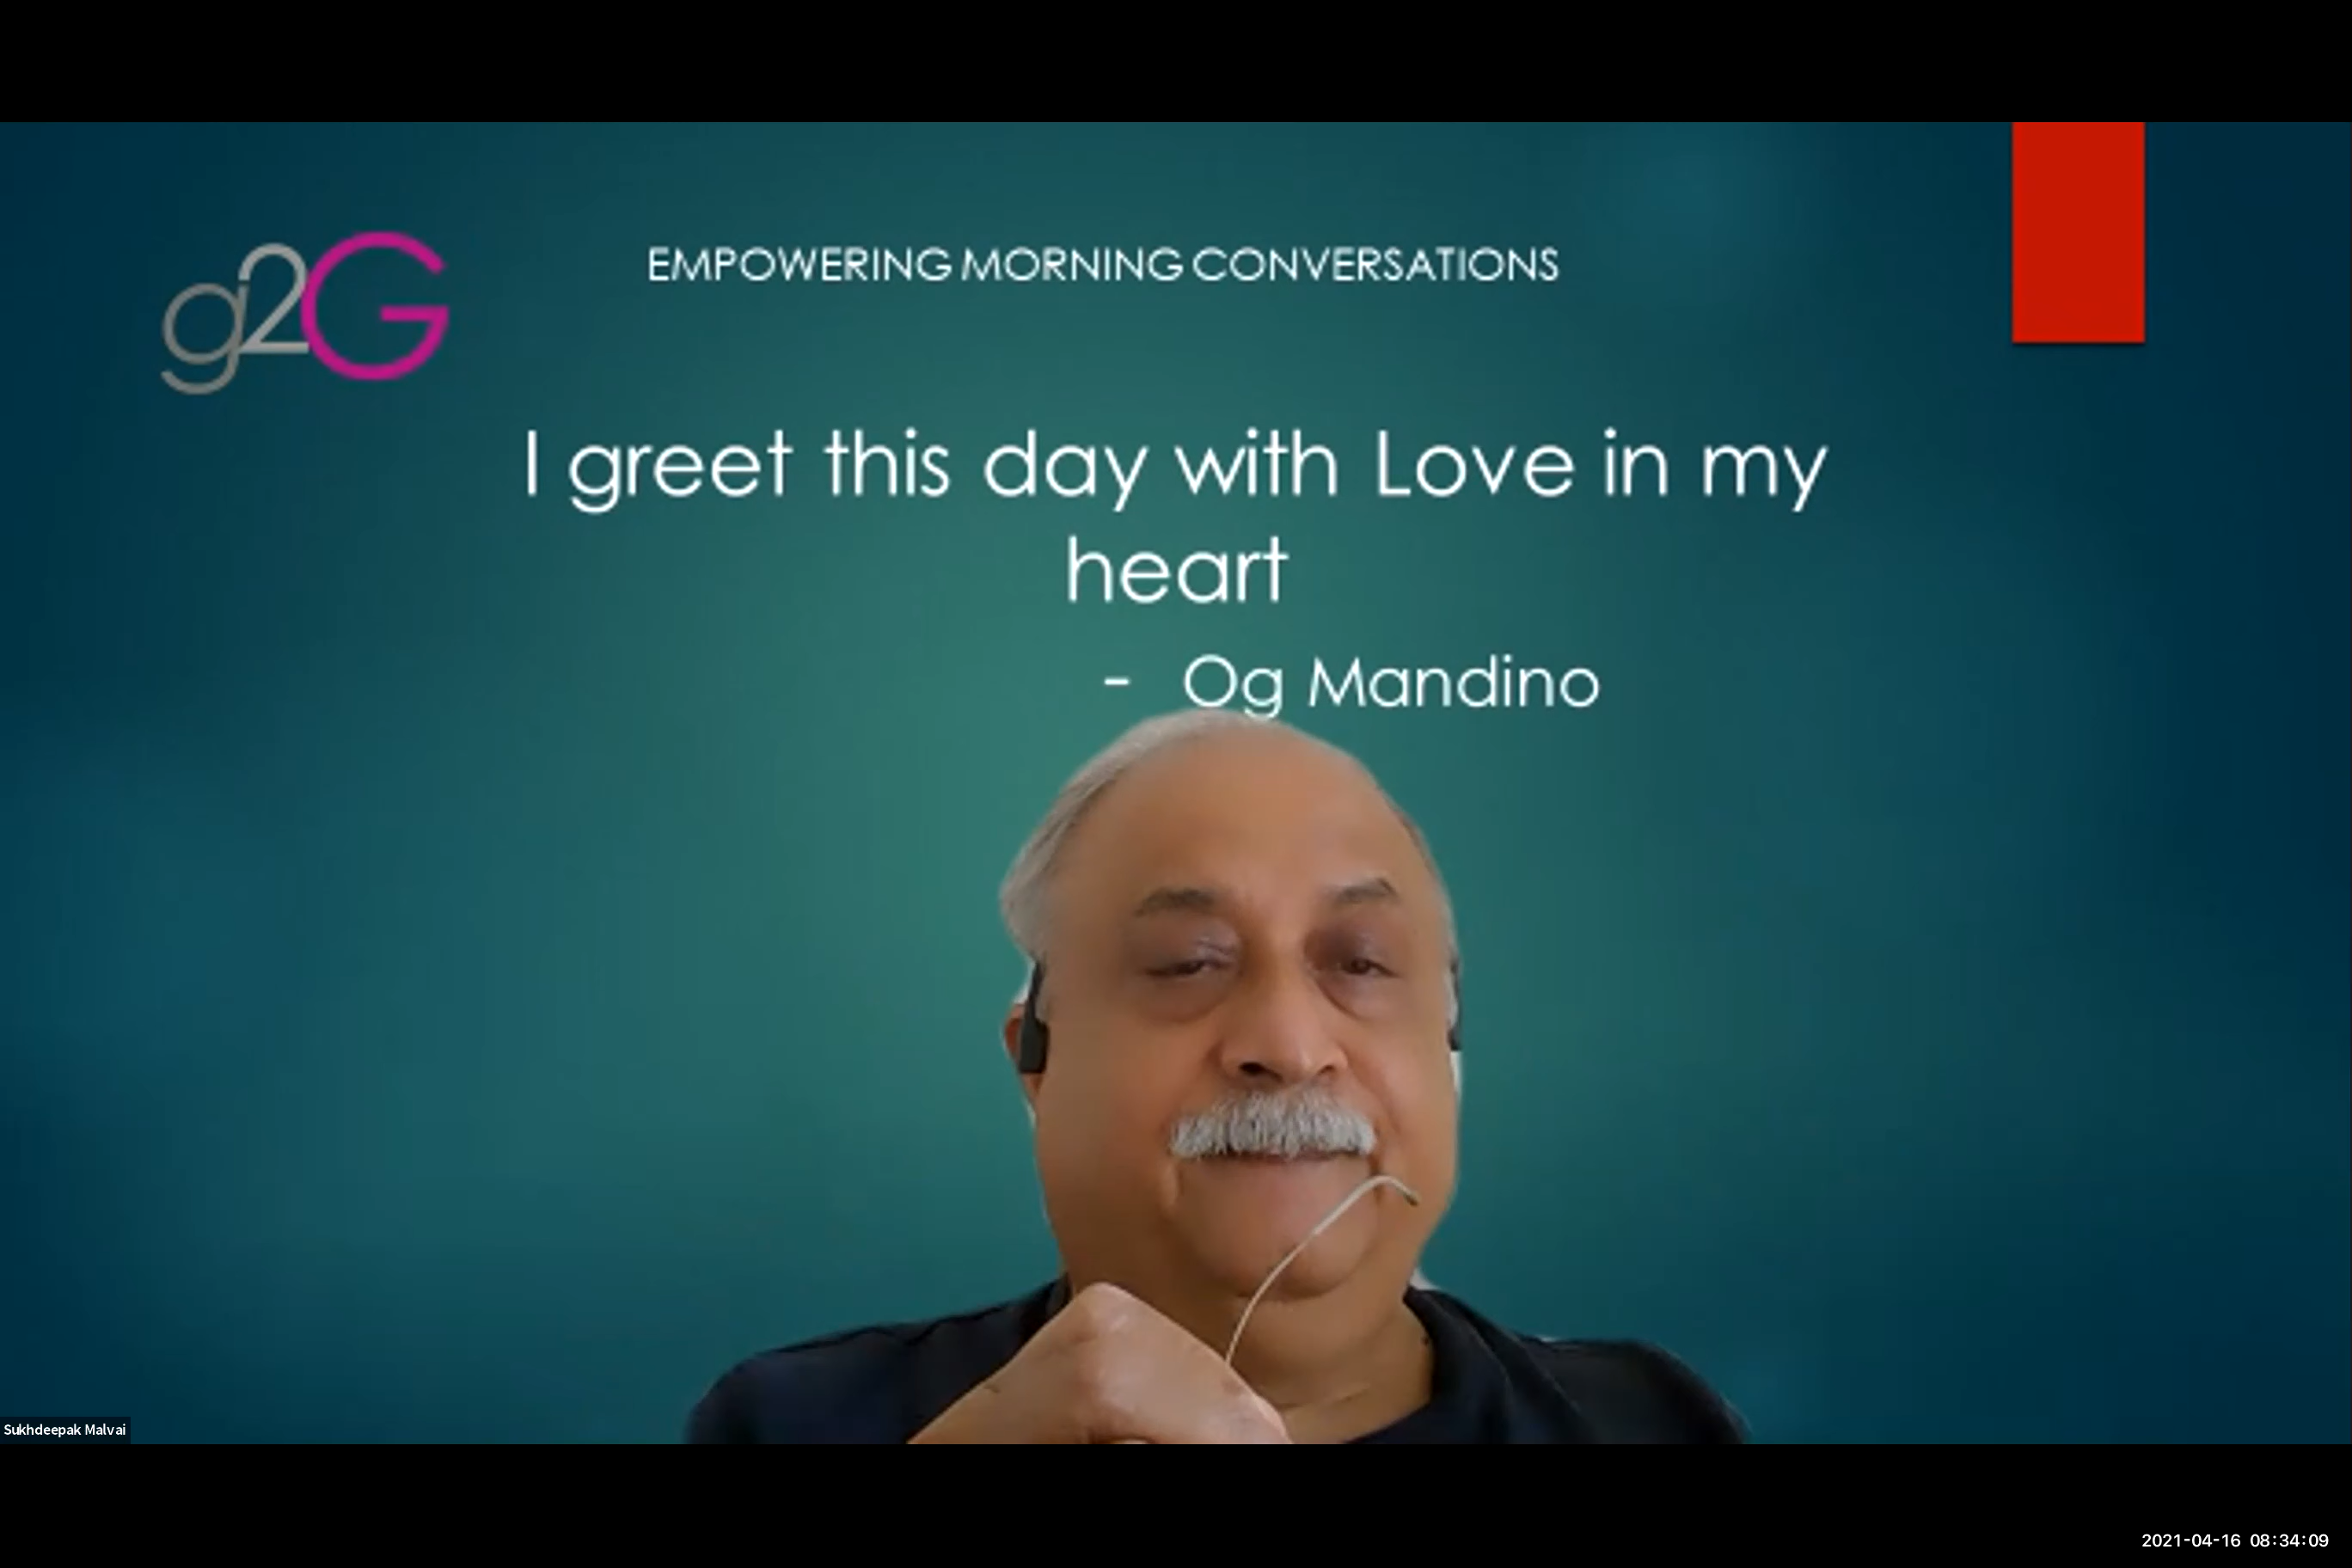 g2G
EMPOWERING MORNING CONVERSATIONS
I greet this day with Love in my
heart
- Og Mandino
Sukhdeepak Malvai
2021-04-16 08:34:09